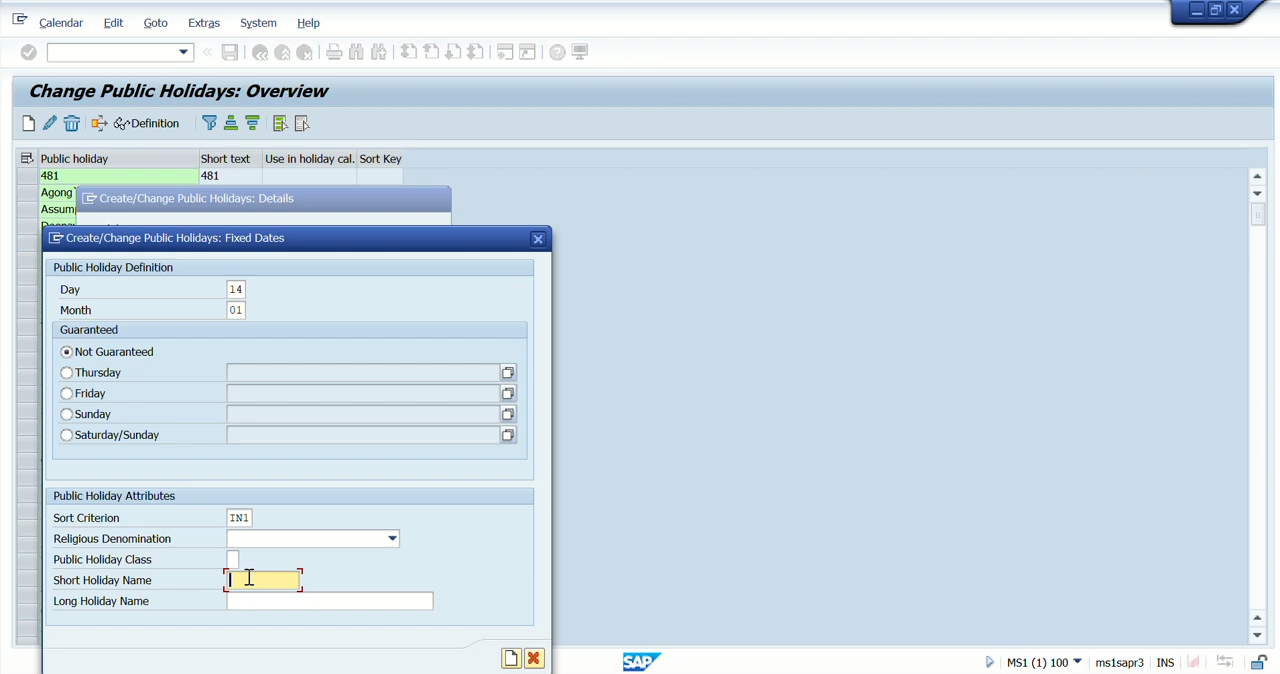 Calendar Edit Goto Extras System Help
Change Public Holidays: Overview
Definition
Public holiday Short text Use in holiday cal. Sort Key
481 481
Agong
Create/Change Public Holidays: Details
Assump
Create/Change Public Holidays: Fixed Dates
Public Holiday Definition
Day 14
Month 01
Guaranteed
Not Guaranteed
Thursday
Friday
Sunday
Saturday/Sunday
Public Holiday Attributes
Sort Criterion IN1
Religious Denomination
Public Holiday Class
Short Holiday Name
Long Holiday Name
SAP MS1 (1) 100 ms1sapr3 INS